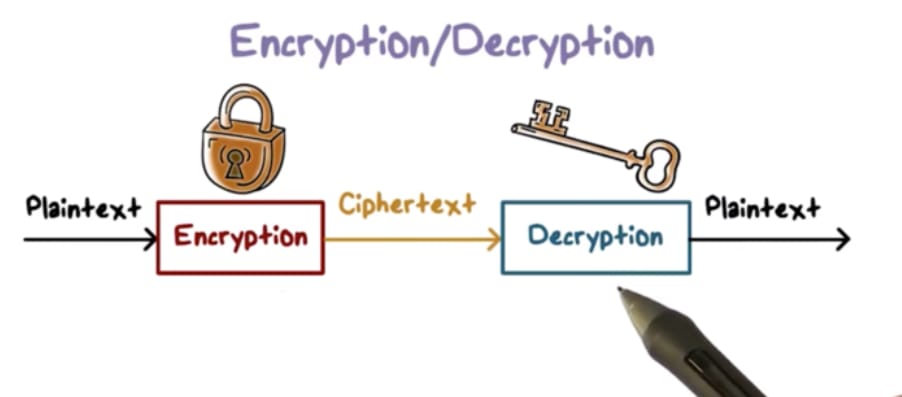 Encryption/Decryption
Plaintext
Encryption
Ciphertext
Decryption
Plaintext